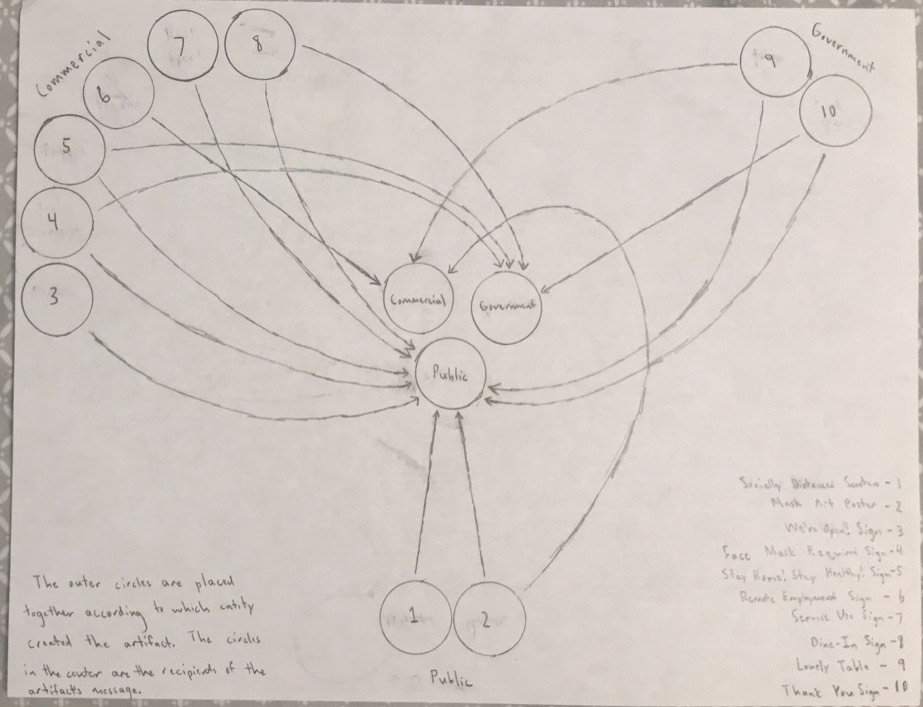 Commercial
7
8
6
5
4
3
Government
9
10
Commercial
Government
Public
1
2
Public
The outer circles are placed
together according to which entity
created the artifact. The circles
in the center are the recipients of the
artifacts message.
Socially Distanced - 1
Mask Art Poster - 2
We're Open! Sign - 3
Face Mask Required Sign - 4
Stay Home! Stay Healthy! Sign - 5
Remote Employment Sign - 6
Service Use Sign - 7
Dine-In Sign - 8
Lonely Table - 9
Thank You Sign - 10